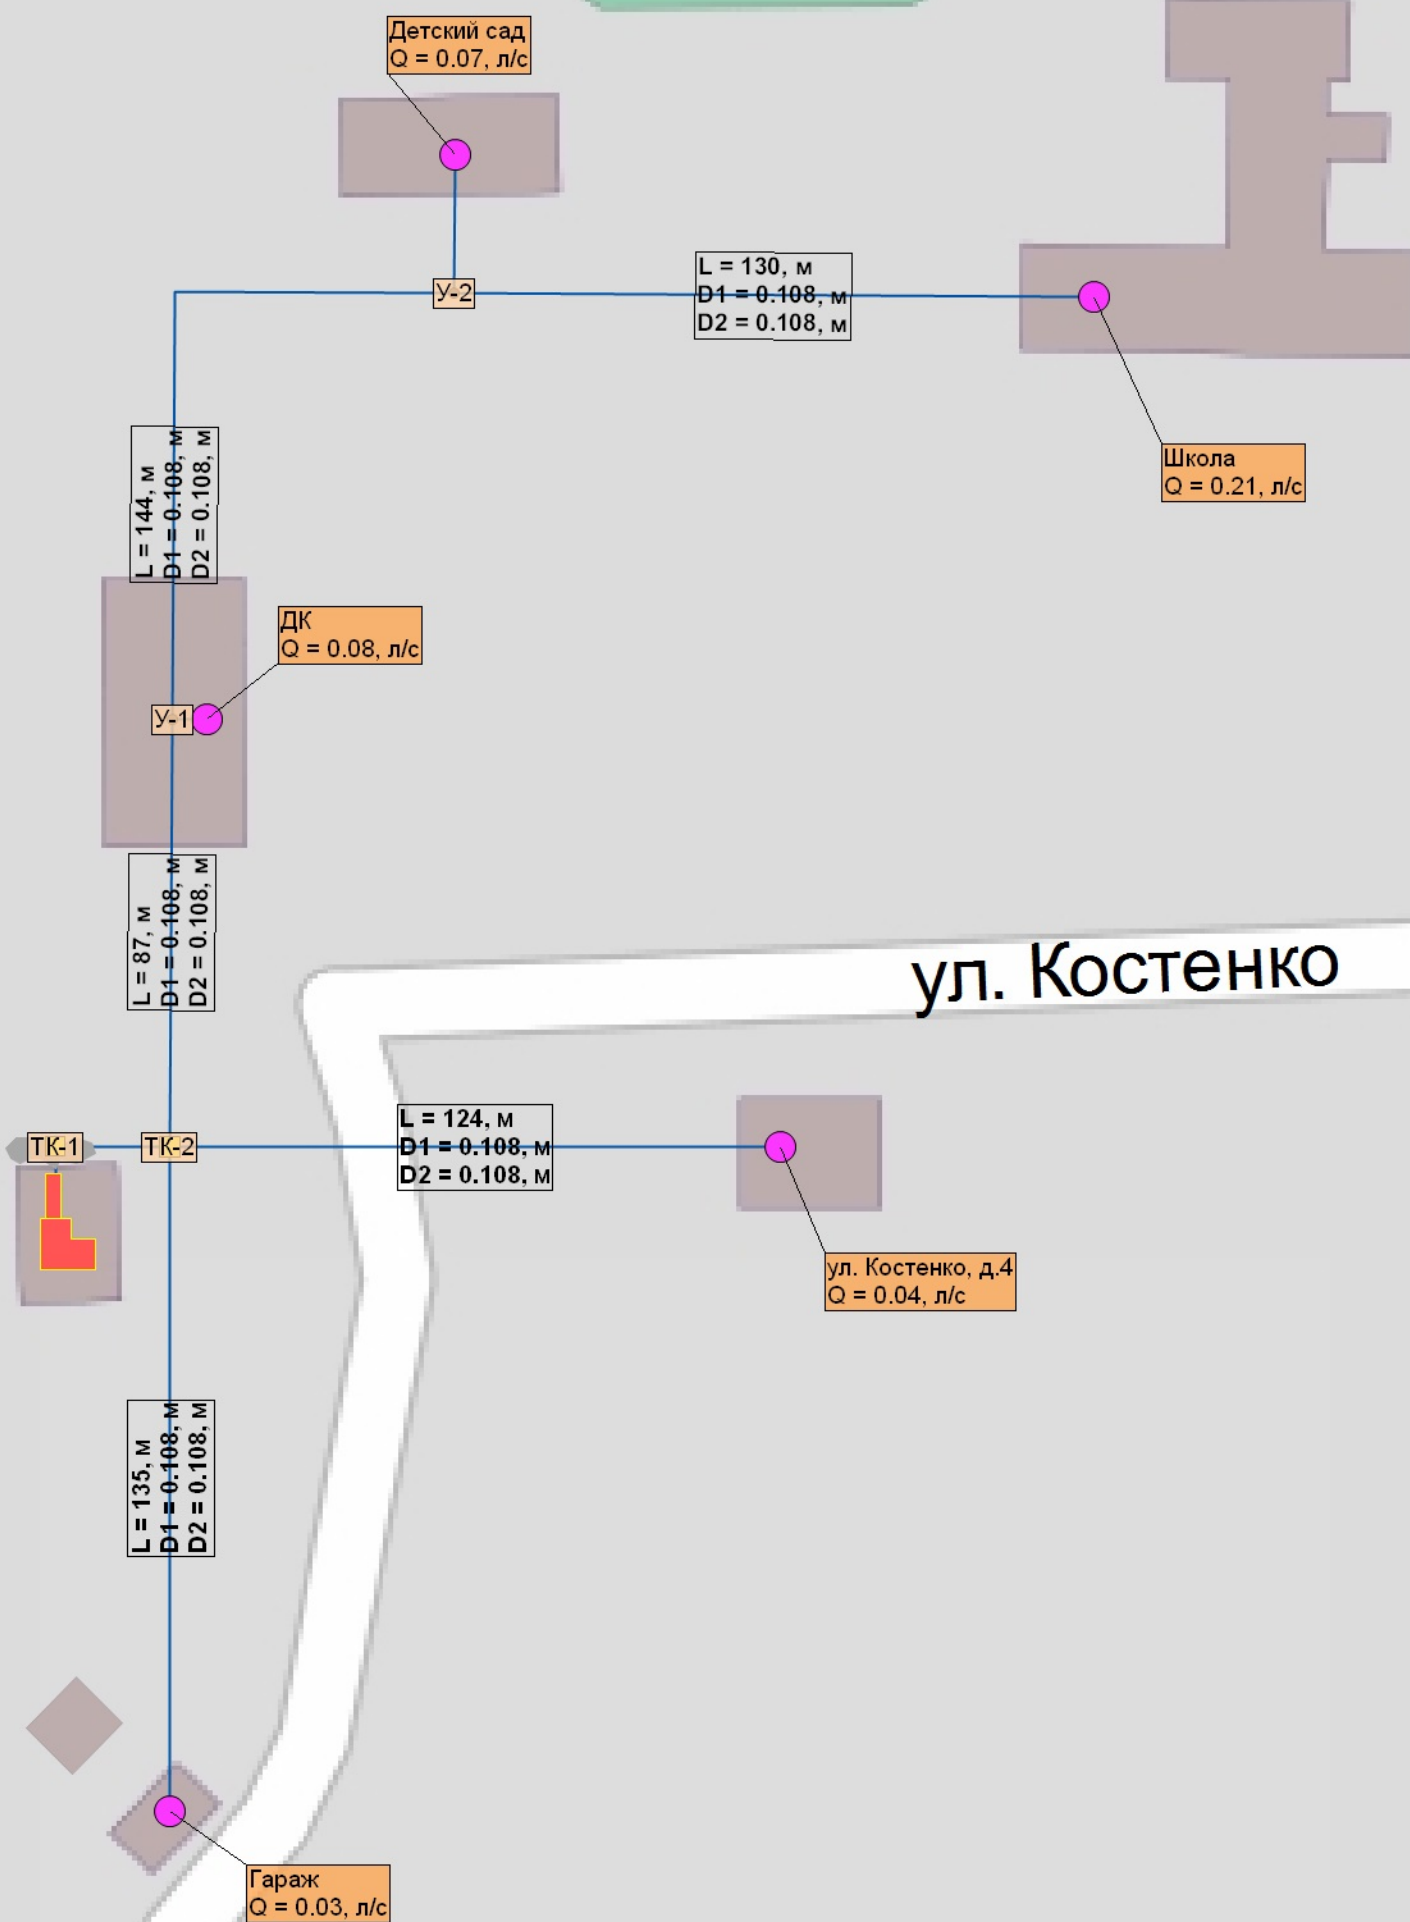 Детский сад
Q = 0.07, л/с
У-2
L = 130, м
D1 = 0.108, м
D2 = 0.108, м
Школа
Q = 0.21, л/с
L = 144, м
D1 = 0.108, м
D2 = 0.108, м
ДК
Q = 0.08, л/с
У-1
L = 87, м
D1 = 0.108, м
D2 = 0.108, м
ул. Костенко
L = 124, м
D1 = 0.108, м
D2 = 0.108, м
ТК-1
ТК-2
ул. Костенко, д.4
Q = 0.04, л/с
L = 135, м
D1 = 0.108, м
D2 = 0.108, м
Гараж
Q = 0.03, л/с